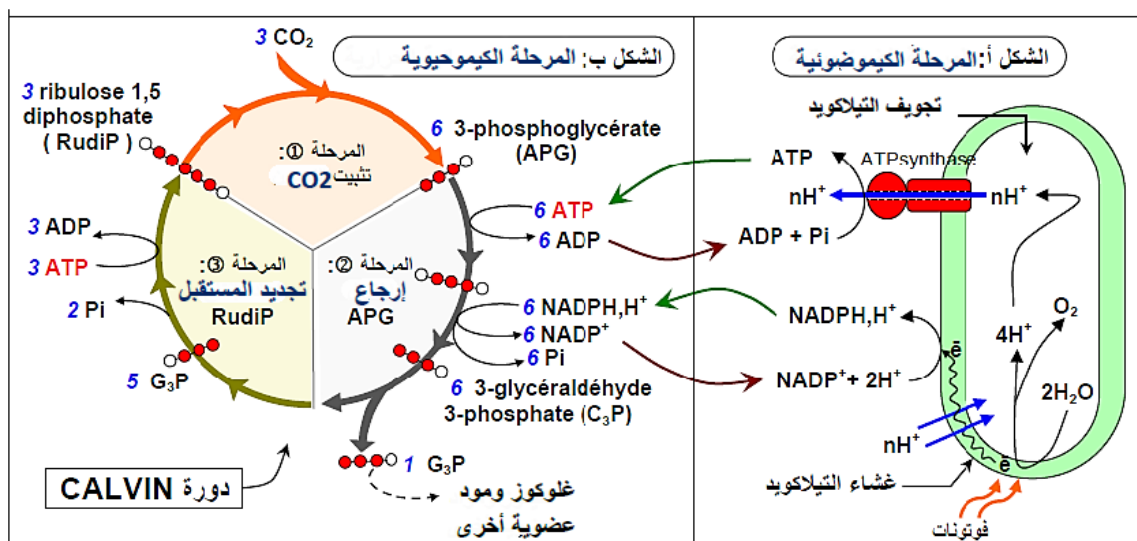 الشكل أ: المرحلة الكيموضوئية
تجويف التيلاكويد
ATP
ATPsynthase
nH⁺
nH⁺
ADP + Pi
NADPH,H⁺
ē
4H⁺
O₂
NADP⁺+ 2H⁺
2H₂O
nH⁺
ē
غشاء التيلاكويد
فوتونات
الشكل ب: المرحلة الكيموحيوية
3 CO₂
3 ribulose 1,5
diphosphate
( RudiP )
6 3-phosphoglycérate
(APG)
المرحلة ①:
تثبيت CO2
6 ATP
6 ADP
3 ADP
3 ATP
2 Pi
المرحلة ③:
تجديد المستقبل
RudiP
المرحلة ②:
إرجاع
APG
6 NADPH,H⁺
6 NADP⁺
6 Pi
5 G₃P
6 3-glycéraldéhyde
3-phosphate (C₃P)
1 G₃P
دورة CALVIN
غلوكوز ومود
عضوية أخرى